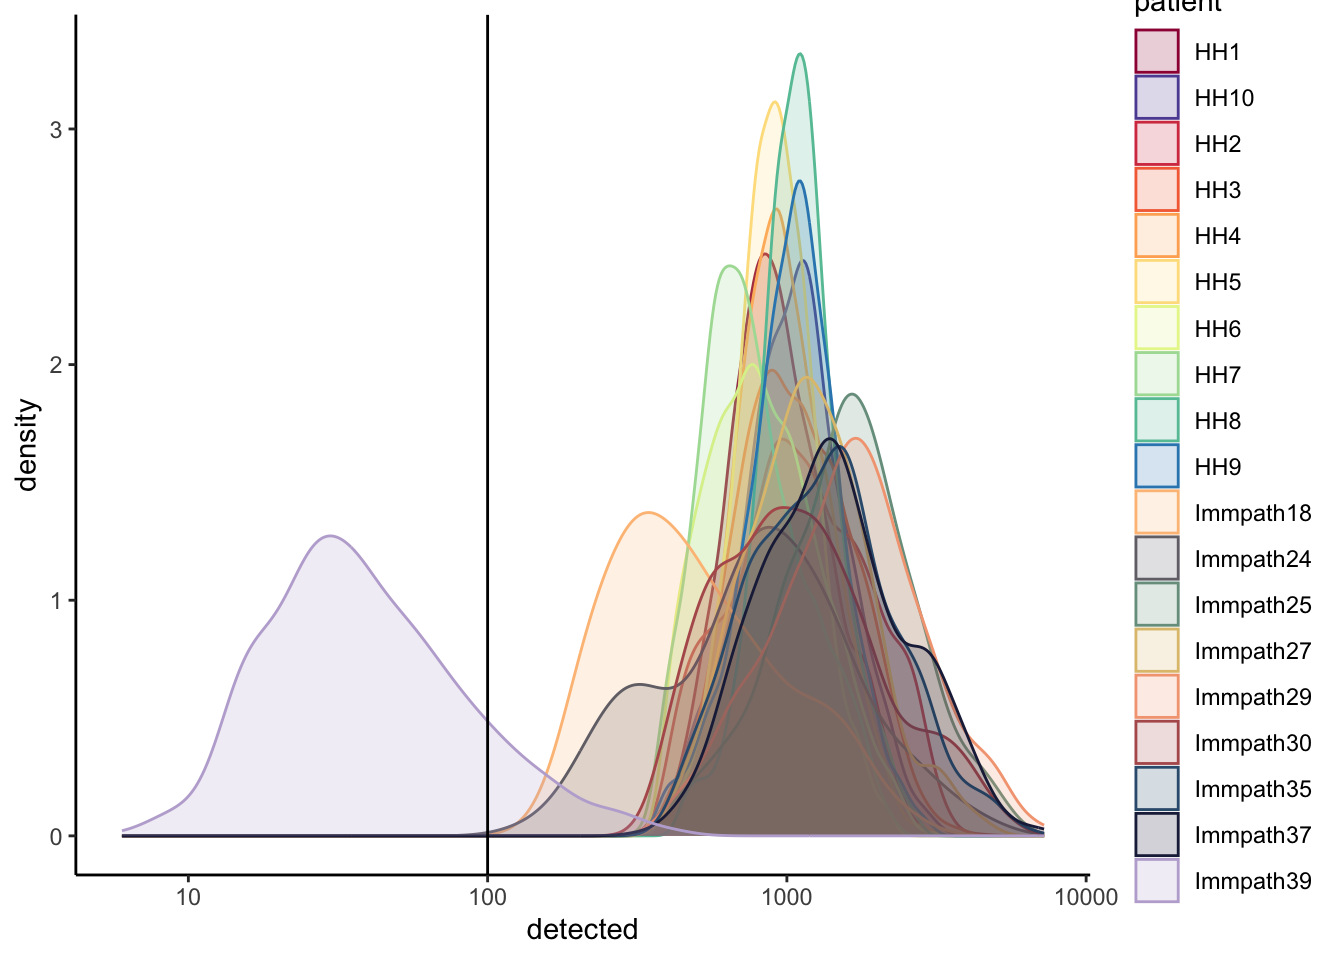 patient
HH1
HH10
HH2
HH3
HH4
HH5
HH6
HH7
HH8
HH9
Immpath18
Immpath24
Immpath25
Immpath27
Immpath29
Immpath30
Immpath35
Immpath37
Immpath39
density
3
2
1
0
10
100
1000
10000
detected